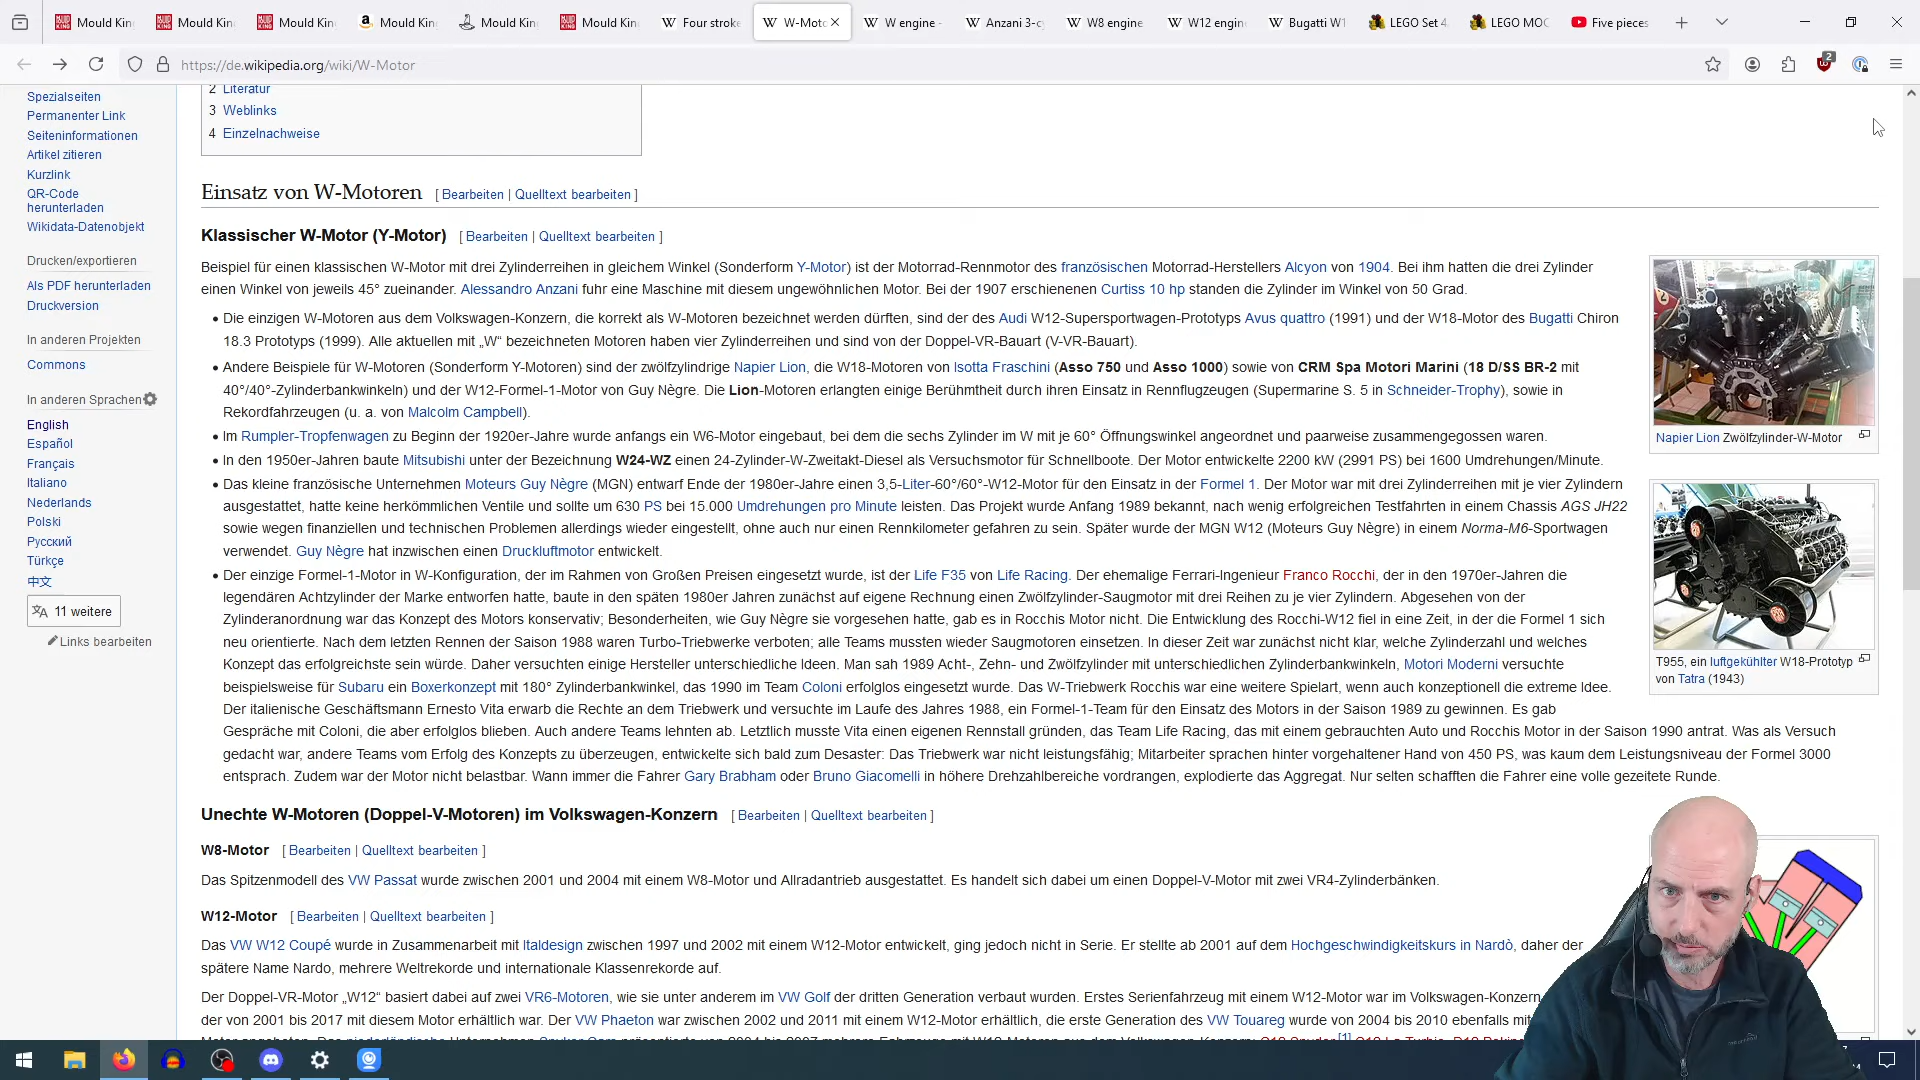 Mould Kin
Mould Kin
Mould Kin
Mould Kin
Mould Kin
Mould Kin
Four stroke
W-Moto
W engine -
Anzani 3-cy
W8 engine
W12 engin
Bugatti W1
LEGO Set 4
LEGO MOC
Five pieces
https://de.wikipedia.org/wiki/W-Motor
2
Spezialseiten
Permanenter Link
Seiteninformationen
Artikel zitieren
Kurzlink
QR-Code
herunterladen
Wikidata-Datenobjekt
Drucken/exportieren
Als PDF herunterladen
Druckversion
In anderen Projekten
Commons
In anderen Sprachen
English
Español
Français
Italiano
Nederlands
Polski
Русский
Türkçe
中文
11 weitere
Links bearbeiten
2 Literatur
3 Weblinks
4 Einzelnachweise
Einsatz von W-Motoren [ Bearbeiten | Quelltext bearbeiten ]
Klassischer W-Motor (Y-Motor) [ Bearbeiten | Quelltext bearbeiten ]
Beispiel für einen klassischen W-Motor mit drei Zylinderreihen in gleichem Winkel (Sonderform Y-Motor) ist der Motorrad-Rennmotor des französischen Motorrad-Herstellers Alcyon von 1904. Bei ihm hatten die drei Zylinder
einen Winkel von jeweils 45° zueinander. Alessandro Anzani fuhr eine Maschine mit diesem ungewöhnlichen Motor. Bei der 1907 erschienenen Curtiss 10 hp standen die Zylinder im Winkel von 50 Grad.
• Die einzigen W-Motoren aus dem Volkswagen-Konzern, die korrekt als W-Motoren bezeichnet werden dürften, sind der des Audi W12-Supersportwagen-Prototyps Avus quattro (1991) und der W18-Motor des Bugatti Chiron
18.3 Prototyps (1999). Alle aktuellen mit „W“ bezeichneten Motoren haben vier Zylinderreihen und sind von der Doppel-VR-Bauart (V-VR-Bauart).
• Andere Beispiele für W-Motoren (Sonderform Y-Motoren) sind der zwölfzylindrige Napier Lion, die W18-Motoren von Isotta Fraschini (Asso 750 und Asso 1000) sowie von CRM Spa Motori Marini (18 D/SS BR-2 mit
40°/40°-Zylinderbankwinkeln) und der W12-Formel-1-Motor von Guy Nègre. Die Lion-Motoren erlangten einige Berühmtheit durch ihren Einsatz in Rennflugzeugen (Supermarine S. 5 in Schneider-Trophy), sowie in
Rekordfahrzeugen (u. a. von Malcolm Campbell).
• Im Rumpler-Tropfenwagen zu Beginn der 1920er-Jahre wurde anfangs ein W6-Motor eingebaut, bei dem die sechs Zylinder im W mit je 60° Öffnungswinkel angeordnet und paarweise zusammengegossen waren.
• In den 1950er-Jahren baute Mitsubishi unter der Bezeichnung W24-WZ einen 24-Zylinder-W-Zweitakt-Diesel als Versuchsmotor für Schnellboote. Der Motor entwickelte 2200 kW (2991 PS) bei 1600 Umdrehungen/Minute.
• Das kleine französische Unternehmen Moteurs Guy Nègre (MGN) entwarf Ende der 1980er-Jahre einen 3,5-Liter-60°/60°-W12-Motor für den Einsatz in der Formel 1. Der Motor war mit drei Zylinderreihen mit je vier Zylindern
ausgestattet, hatte keine herkömmlichen Ventile und sollte um 630 PS bei 15.000 Umdrehungen pro Minute leisten. Das Projekt wurde Anfang 1989 bekannt, nach wenig erfolgreichen Testfahrten in einem Chassis AGS JH22
sowie wegen finanziellen und technischen Problemen allerdings wieder eingestellt, ohne auch nur einen Rennkilometer gefahren zu sein. Später wurde der MGN W12 (Moteurs Guy Nègre) in einem Norma-M6-Sportwagen
verwendet. Guy Nègre hat inzwischen einen Druckluftmotor entwickelt.
• Der einzige Formel-1-Motor in W-Konfiguration, der im Rahmen von Großen Preisen eingesetzt wurde, ist der Life F35 von Life Racing. Der ehemalige Ferrari-Ingenieur Franco Rocchi, der in den 1970er-Jahren die
legendären Achtzylinder der Marke entworfen hatte, baute in den späten 1980er Jahren zunächst auf eigene Rechnung einen Zwölfzylinder-Saugmotor mit drei Reihen zu je vier Zylindern. Abgesehen von der
Zylinderanordnung war das Konzept des Motors konservativ; Besonderheiten, wie Guy Nègre sie vorgesehen hatte, gab es in Rocchis Motor nicht. Die Entwicklung des Rocchi-W12 fiel in eine Zeit, in der die Formel 1 sich
neu orientierte. Nach dem letzten Rennen der Saison 1988 waren Turbo-Triebwerke verboten; alle Teams mussten wieder Saugmotoren einsetzen. In dieser Zeit war zunächst nicht klar, welche Zylinderzahl und welches
Konzept das erfolgreichste sein würde. Daher versuchten einige Hersteller unterschiedliche Ideen. Man sah 1989 Acht-, Zehn- und Zwölfzylinder mit unterschiedlichen Zylinderbankwinkeln, Motori Moderni versuchte
beispielsweise für Subaru ein Boxerkonzept mit 180° Zylinderbankwinkel, das 1990 im Team Coloni erfolglos eingesetzt wurde. Das W-Triebwerk Rocchis war eine weitere Spielart, wenn auch konzeptionell die extreme Idee.
Der italienische Geschäftsmann Ernesto Vita erwarb die Rechte an dem Triebwerk und versuchte im Laufe des Jahres 1988, ein Formel-1-Team für den Einsatz des Motors in der Saison 1989 zu gewinnen. Es gab
Gespräche mit Coloni, die aber erfolglos blieben. Auch andere Teams lehnten ab. Letztlich musste Vita einen eigenen Rennstall gründen, das Team Life Racing, das mit einem gebrauchten Auto und Rocchis Motor in der Saison 1990 antrat. Was als Versuch
gedacht war, andere Teams vom Erfolg des Konzepts zu überzeugen, entwickelte sich bald zum Desaster: Das Triebwerk war nicht leistungsfähig; Mitarbeiter sprachen hinter vorgehaltener Hand von 450 PS, was kaum dem Leistungsniveau der Formel 3000
entsprach. Zudem war der Motor nicht belastbar. Wann immer die Fahrer Gary Brabham oder Bruno Giacomelli in höhere Drehzahlbereiche vordrangen, explodierte das Aggregat. Nur selten schafften die Fahrer eine volle gezeitete Runde.
Napier Lion Zwölfzylinder-W-Motor
T955, ein luftgekühlter W18-Prototyp
von Tatra (1943)
Unechte W-Motoren (Doppel-V-Motoren) im Volkswagen-Konzern [ Bearbeiten | Quelltext bearbeiten ]
W8-Motor [ Bearbeiten | Quelltext bearbeiten ]
Das Spitzenmodell des VW Passat wurde zwischen 2001 und 2004 mit einem W8-Motor und Allradantrieb ausgestattet. Es handelt sich dabei um einen Doppel-V-Motor mit zwei VR4-Zylinderbänken.
W12-Motor [ Bearbeiten | Quelltext bearbeiten ]
Das VW W12 Coupé wurde in Zusammenarbeit mit Italdesign zwischen 1997 und 2002 mit einem W12-Motor entwickelt, ging jedoch nicht in Serie. Er stellte ab 2001 auf dem Hochgeschwindigkeitskurs in Nardò, daher der
spätere Name Nardo, mehrere Weltrekorde und internationale Klassenrekorde auf.
Der Doppel-VR-Motor „W12“ basiert dabei auf zwei VR6-Motoren, wie sie unter anderem im VW Golf der dritten Generation verbaut wurden. Erstes Serienfahrzeug mit einem W12-Motor war im Volkswagen-Konzern
der von 2001 bis 2017 mit diesem Motor erhältlich war. Der VW Phaeton war zwischen 2002 und 2011 mit einem W12-Motor erhältlich, die erste Generation des VW Touareg wurde von 2004 bis 2010 ebenfalls mit